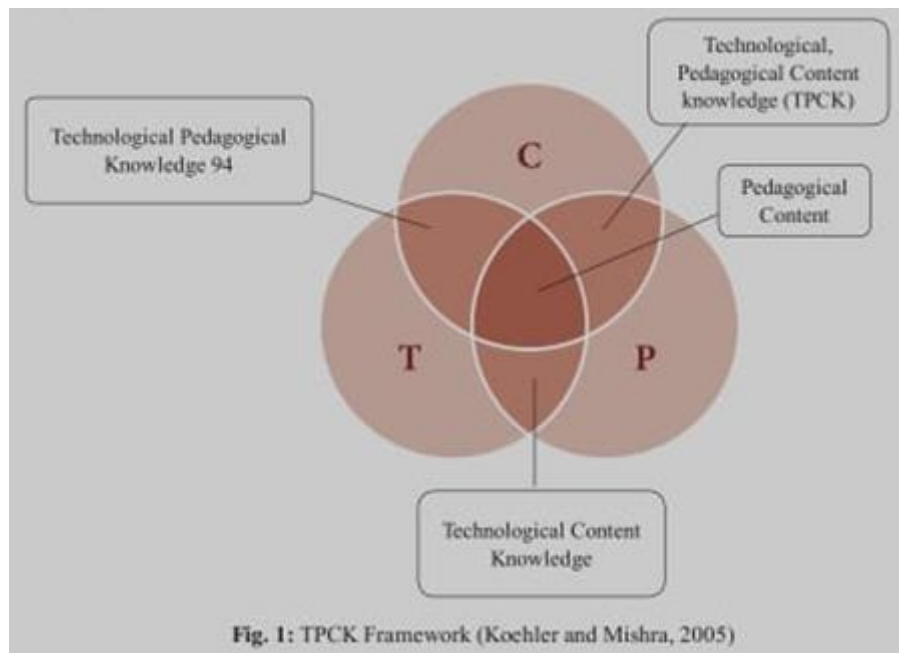 Technological,
Pedagogical Content
knowledge (TPCK)
Technological Pedagogical
Knowledge 94
C
Pedagogical
Content
T
P
Technological Content
Knowledge
Fig. 1: TPCK Framework (Koehler and Mishra, 2005)